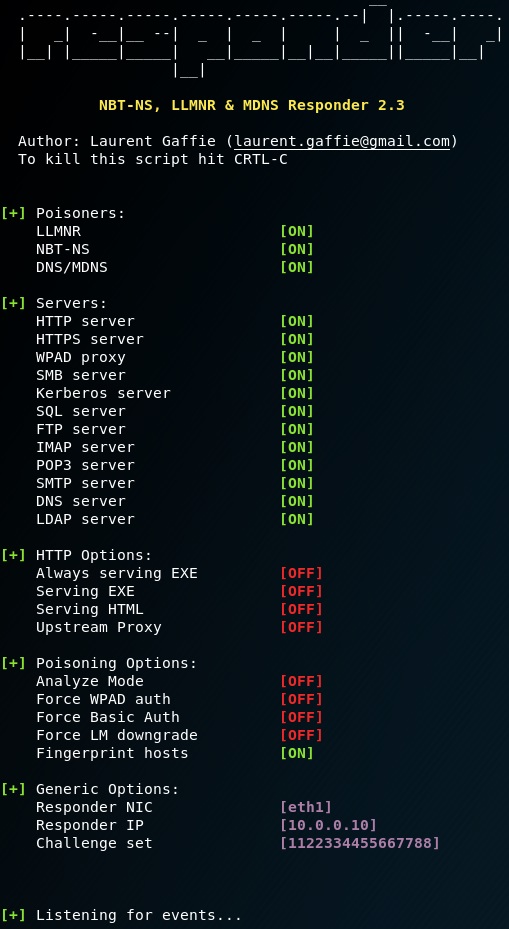 NBT-NS, LLMNR & MDNS Responder 2.3
Author: Laurent Gaffie (laurent.gaffie@gmail.com)
To kill this script hit CRTL-C
[+] Poisoners:
LLMNR [ON]
NBT-NS [ON]
DNS/MDNS [ON]
[+] Servers:
HTTP server [ON]
HTTPS server [ON]
WPAD proxy [ON]
SMB server [ON]
Kerberos server [ON]
SQL server [ON]
FTP server [ON]
IMAP server [ON]
POP3 server [ON]
SMTP server [ON]
DNS server [ON]
LDAP server [ON]
[+] HTTP Options:
Always serving EXE [OFF]
Serving EXE [OFF]
Serving HTML [OFF]
Upstream Proxy [OFF]
[+] Poisoning Options:
Analyze Mode [OFF]
Force WPAD auth [OFF]
Force Basic Auth [OFF]
Force LM downgrade [OFF]
Fingerprint hosts [ON]
[+] Generic Options:
Responder NIC [eth1]
Responder IP [10.0.0.10]
Challenge set [1122334455667788]
[+] Listening for events...